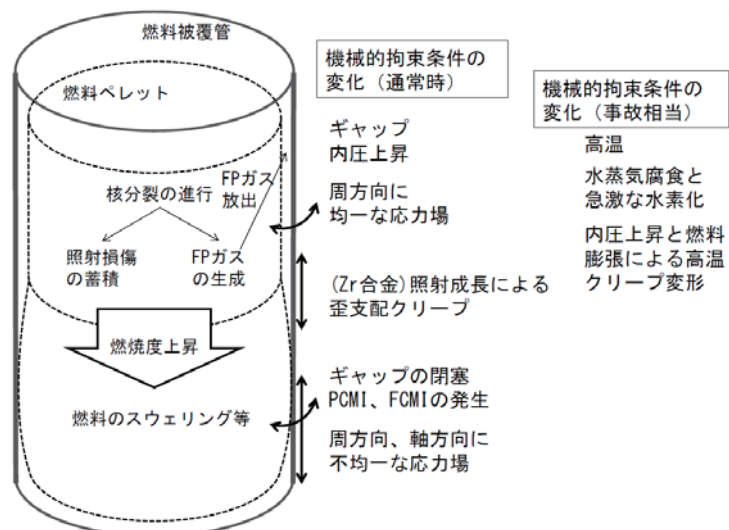 燃料被覆管
燃料ペレット
FPガス
放出
核分裂の進行
照射損傷
の蓄積
FPガス
の生成
燃焼度上昇
燃料のスウェリング等
機械的拘束条件の
変化（通常時）
ギャップ
内圧上昇
周方向に
均一な応力場
(Zr合金)照射成長による
歪支配クリープ
ギャップの閉塞
PCMI、FCMIの発生
周方向、軸方向に
不均一な応力場
機械的拘束条件の
変化（事故相当）
高温
水蒸気腐食と
急激な水素化
内圧上昇と燃料
膨張による高温
クリープ変形